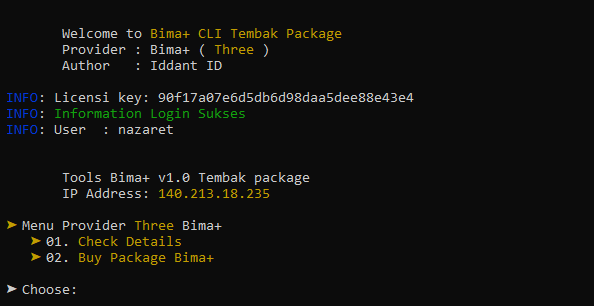 Welcome to Bima+ CLI Tembak Package
Provider : Bima+ ( Three )
Author   : Iddant ID
INFO: Licensi key: 90f17a07e6d5db6d98daa5dee88e43e4
INFO: Information Login Sukses
INFO: User  : nazaret
Tools Bima+ v1.0 Tembak package
IP Address: 140.213.18.235
➤ Menu Provider Three Bima+
➤ 01. Check Details
➤ 02. Buy Package Bima+
➤ Choose: